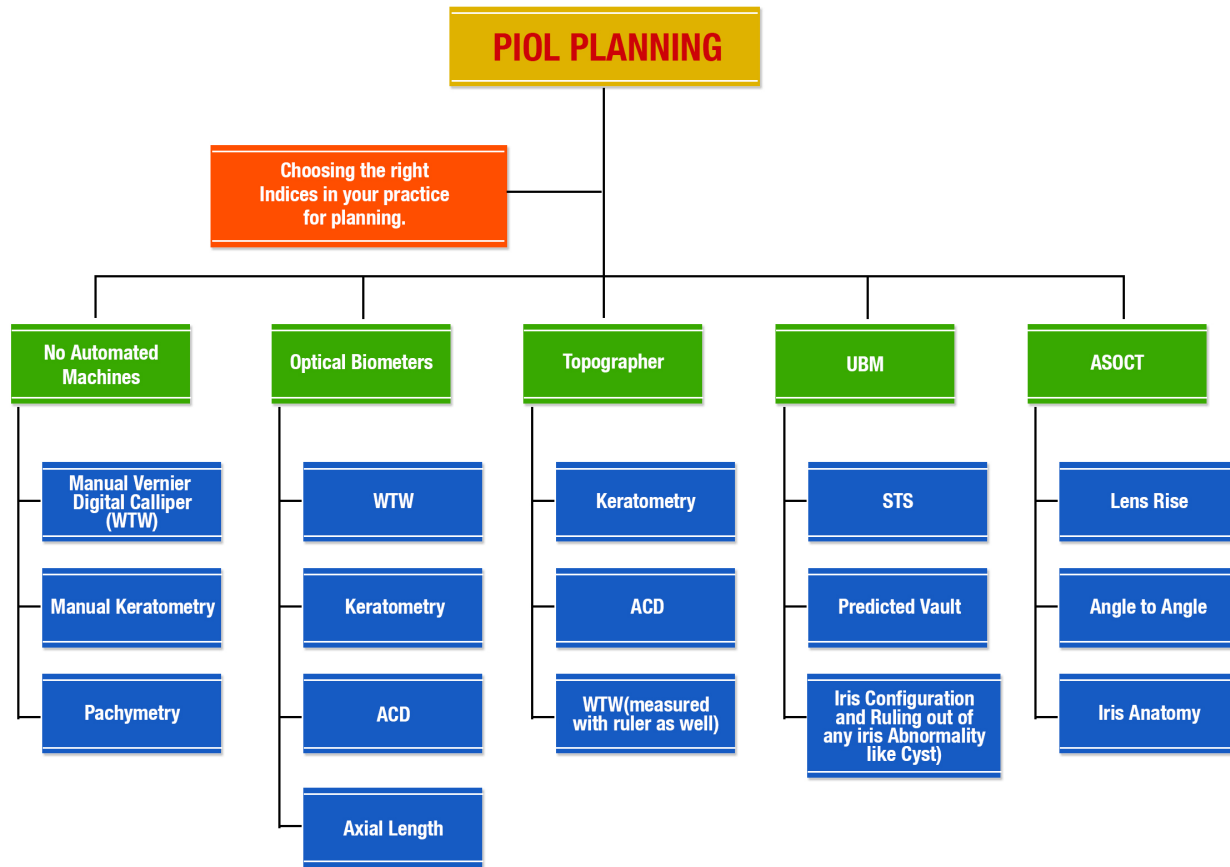 PIOL PLANNING
Choosing the right
Indices in your practice
for planning.
No Automated
Machines
Optical Biometers
Topographer
UBM
ASOCT
Manual Vernier
Digital Calliper
(WTW)
WTW
Keratometry
STS
Lens Rise
Manual Keratometry
Keratometry
ACD
Predicted Vault
Angle to Angle
Pachymetry
ACD
WTW(measured
with ruler as well)
Iris Configuration
and Ruling out of
any iris Abnormality
like Cyst)
Iris Anatomy
Axial Length